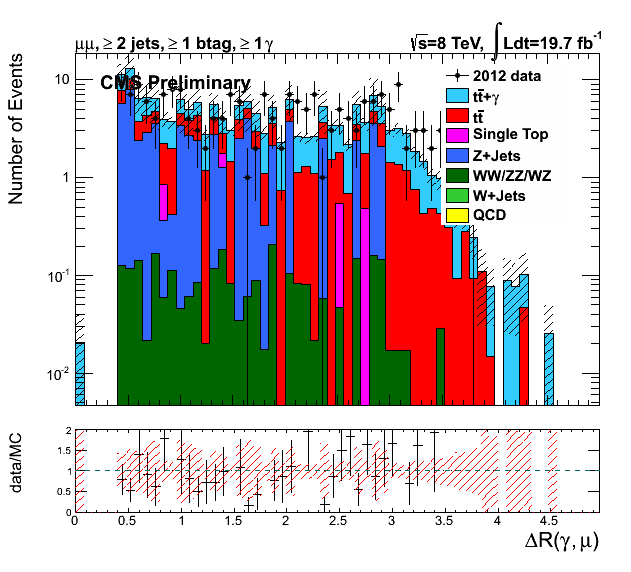 μμ, ≥ 2 jets, ≥ 1 btag, ≥ 1 γ
√s=8 TeV, ∫ Ldt=19.7 fb⁻¹
CMS Preliminary
Number of Events
10
1
10⁻¹
10⁻²
2012 data
tt̄+γ
tt̄
Single Top
Z+Jets
WW/ZZ/WZ
W+Jets
QCD
data/MC
2
1.5
1
0.5
0
0 0.5 1 1.5 2 2.5 3 3.5 4 4.5
ΔR(γ, μ)